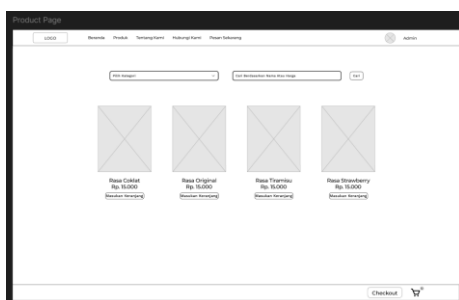 Product Page
LOGO Beranda Produk Tentang Kami Hubungi Kami Pesan Sekarang Admin
Pilih Kategori Cari Berdasarkan Nama Atau Harga Cari
Rasa Coklat Rasa Original Rasa Tiramisu Rasa Strawberry
Rp. 15.000 Rp. 15.000 Rp. 15.000 Rp. 15.000
Masukan Keranjang Masukan Keranjang Masukan Keranjang Masukan Keranjang
Checkout